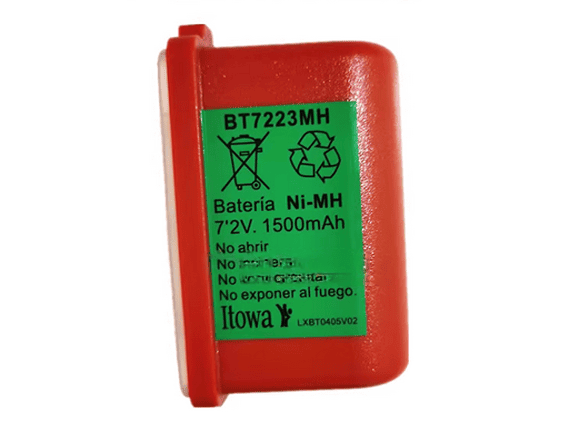 BT7223MH
Batería Ni-MH
7'2V. 1500mAh
No abrir
No
No
No exponer al fuego.
Itowa
LXBT0405V02